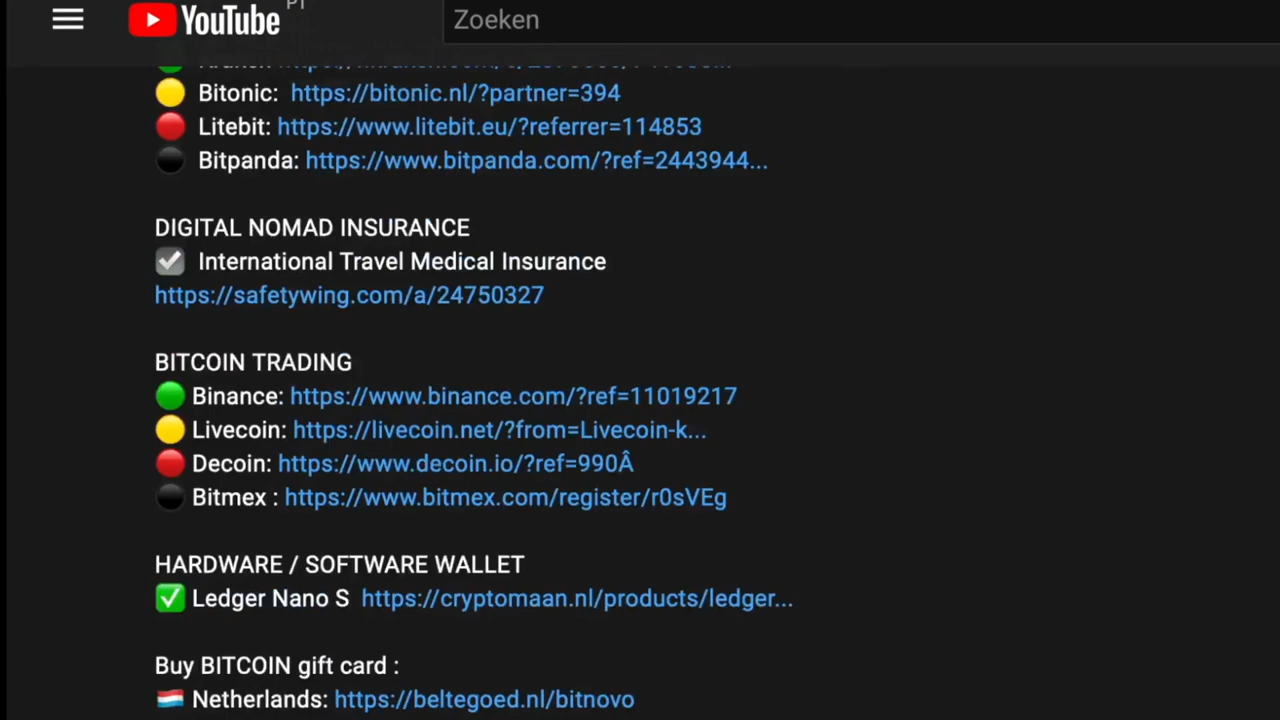 PT
YouTube
Zoeken
Bitonic: https://bitonic.nl/?partner=394
Litebit: https://www.litebit.eu/?referrer=114853
Bitpanda: https://www.bitpanda.com/?ref=2443944...
DIGITAL NOMAD INSURANCE
International Travel Medical Insurance
https://safetywing.com/a/24750327
BITCOIN TRADING
Binance: https://www.binance.com/?ref=11019217
Livecoin: https://livecoin.net/?from=Livecoin-k...
Decoin: https://www.decoin.io/?ref=990Â
Bitmex : https://www.bitmex.com/register/r0sVEg
HARDWARE / SOFTWARE WALLET
Ledger Nano S https://cryptomaan.nl/products/ledger...
Buy BITCOIN gift card :
Netherlands: https://beltegoed.nl/bitnovo